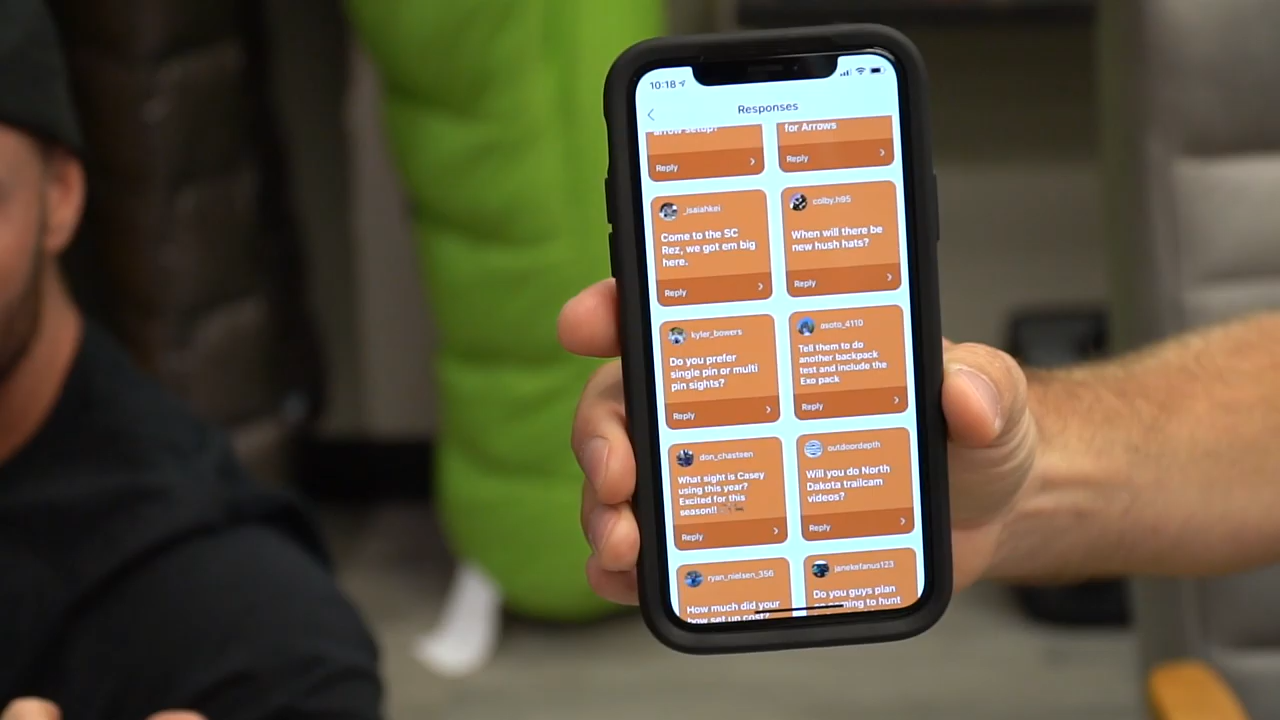 10:18
Responses
arrow setup?
Reply
for Arrows
Reply
_isaiahkei
Come to the SC
Rez, we got em big
here.
Reply
colby.h95
When will there be
new hush hats?
Reply
kyler_bowers
Do you prefer
single pin or multi
pin sights?
Reply
asoto_4110
Tell them to do
another backpack
test and include the
Exo pack
Reply
don_chasteen
What sight is Casey
using this year?
Excited for this
season!!
Reply
outdoordepth
Will you do North
Dakota trailcam
videos?
Reply
ryan_nielsen_356
How much did your
bow set up cost?
janekefanus123
Do you guys plan
coming to hunt